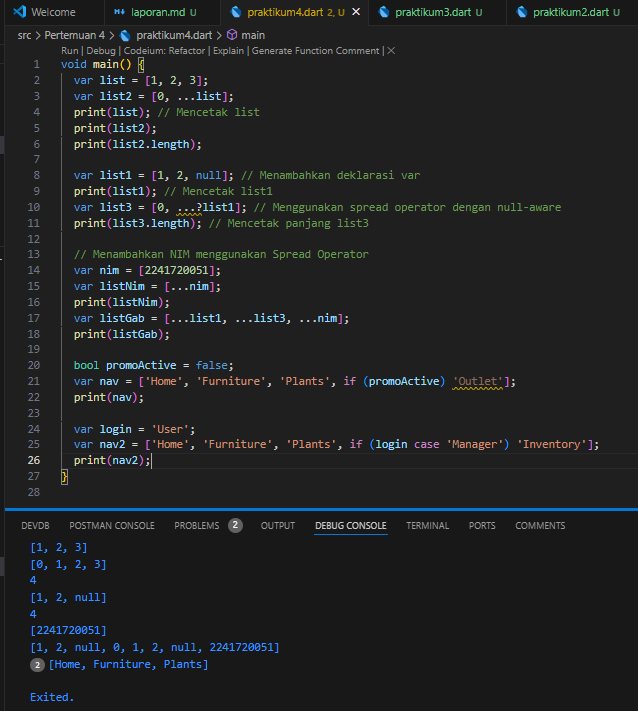 Welcome laporan.md U praktikum4.dart 2, U praktikum3.dart U praktikum2.dart U
src > Pertemuan 4 > praktikum4.dart > main
Run | Debug | Codeium: Refactor | Explain | Generate Function Comment | X
1 void main() {
2 var list = [1, 2, 3];
3 var list2 = [0, ...list];
4 print(list); // Mencetak list
5 print(list2);
6 print(list2.length);
7
8 var list1 = [1, 2, null]; // Menambahkan deklarasi var
9 print(list1); // Mencetak list1
10 var list3 = [0, ...?list1]; // Menggunakan spread operator dengan null-aware
11 print(list3.length); // Mencetak panjang list3
12
13 // Menambahkan NIM menggunakan Spread Operator
14 var nim = [2241720051];
15 var listNim = [...nim];
16 print(listNim);
17 var listGab = [...list1, ...list3, ...nim];
18 print(listGab);
19
20 bool promoActive = false;
21 var nav = ['Home', 'Furniture', 'Plants', if (promoActive) 'Outlet'];
22 print(nav);
23
24 var login = 'User';
25 var nav2 = ['Home', 'Furniture', 'Plants', if (login case 'Manager') 'Inventory'];
26 print(nav2);
27 }
28
DEVDB POSTMAN CONSOLE PROBLEMS 2 OUTPUT DEBUG CONSOLE TERMINAL PORTS COMMENTS
[1, 2, 3]
[0, 1, 2, 3]
4
[1, 2, null]
4
[2241720051]
[1, 2, null, 0, 1, 2, null, 2241720051]
2 [Home, Furniture, Plants]
Exited.